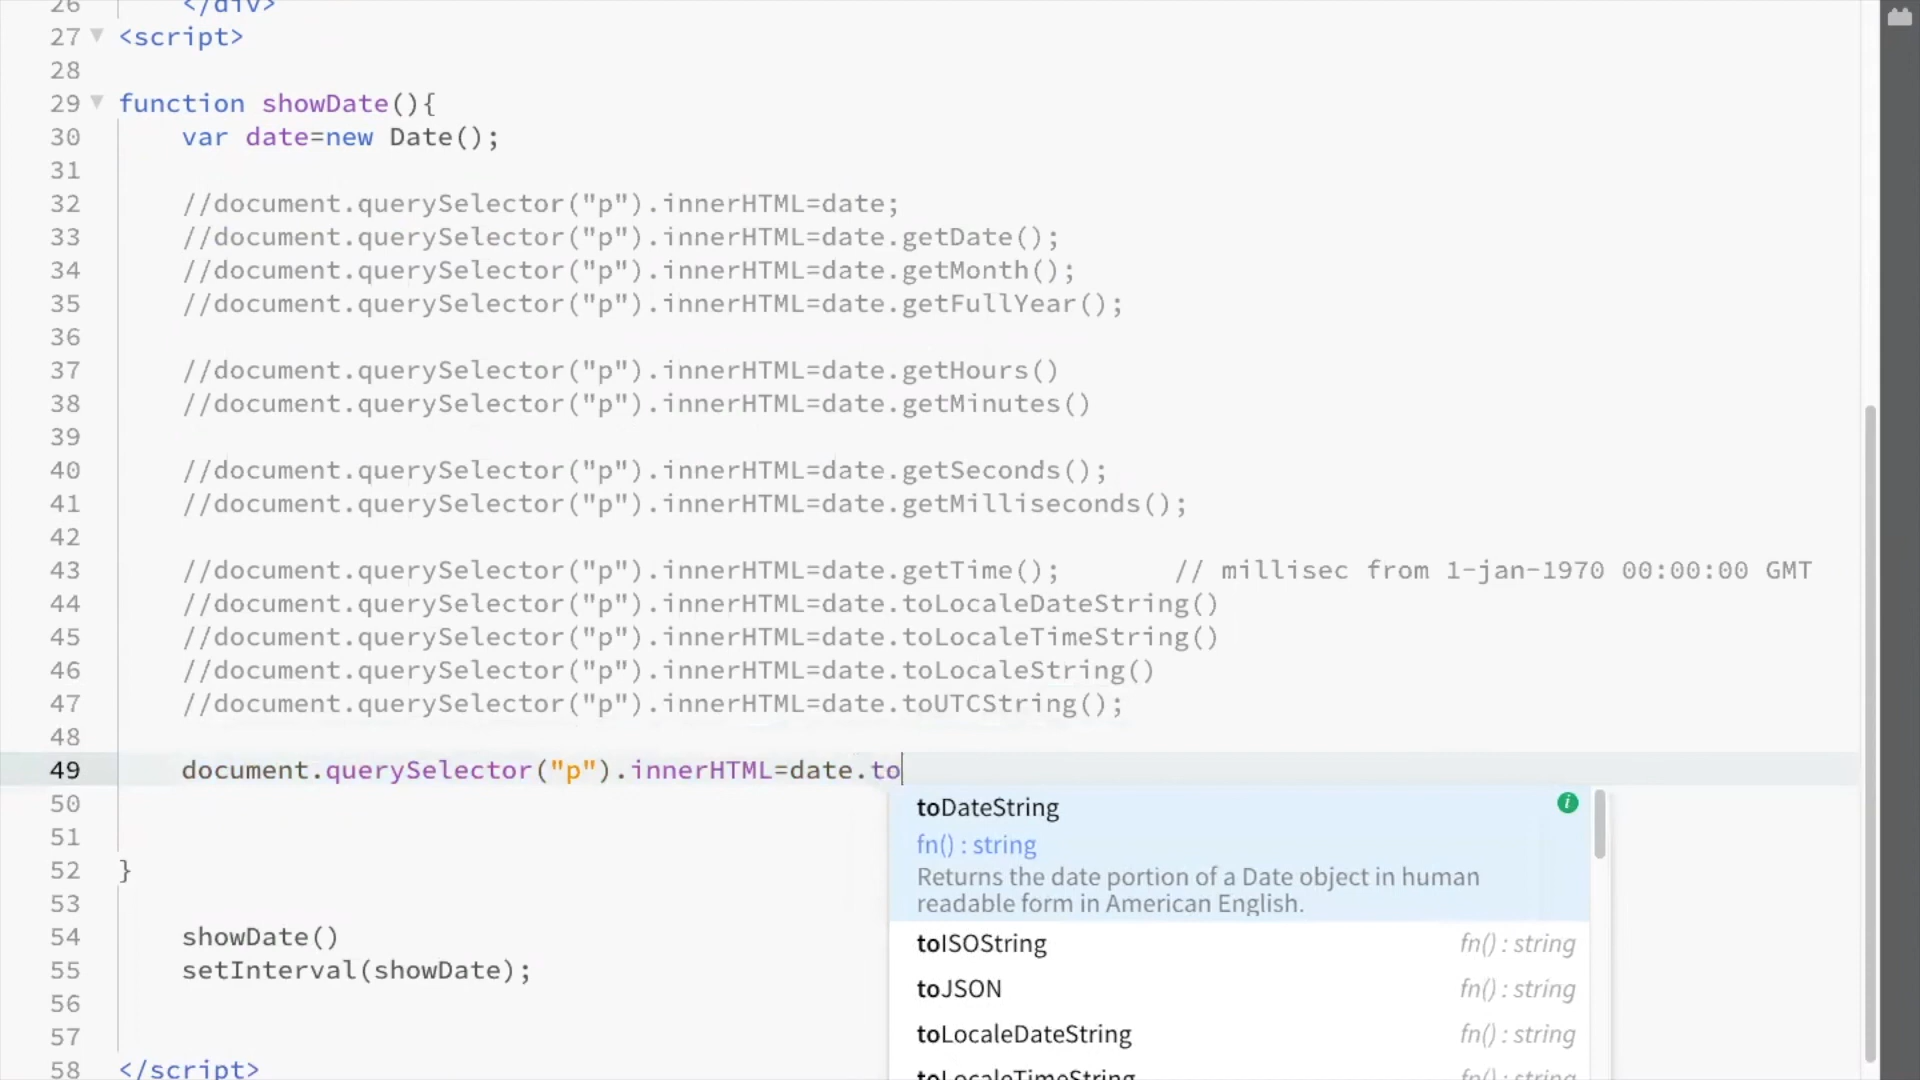 26 </div>
27 <script>
28
29 function showDate(){
30 var date=new Date();
31
32 //document.querySelector("p").innerHTML=date;
33 //document.querySelector("p").innerHTML=date.getDate();
34 //document.querySelector("p").innerHTML=date.getMonth();
35 //document.querySelector("p").innerHTML=date.getFullYear();
36
37 //document.querySelector("p").innerHTML=date.getHours()
38 //document.querySelector("p").innerHTML=date.getMinutes()
39
40 //document.querySelector("p").innerHTML=date.getSeconds();
41 //document.querySelector("p").innerHTML=date.getMilliseconds();
42
43 //document.querySelector("p").innerHTML=date.getTime(); // millisec from 1-jan-1970 00:00:00 GMT
44 //document.querySelector("p").innerHTML=date.toLocaleDateString()
45 //document.querySelector("p").innerHTML=date.toLocaleTimeString()
46 //document.querySelector("p").innerHTML=date.toLocaleString()
47 //document.querySelector("p").innerHTML=date.toUTCString();
48
49 document.querySelector("p").innerHTML=date.to
50 toDateString
fn() : string
51
Returns the date portion of a Date object in human
52 }
readable form in American English.
53
54 showDate() toISOString fn() : string
55 setInterval(showDate);
56 toJSON fn() : string
57 toLocaleDateString fn() : string
58 </script> toLocaleTimeString fn() : string